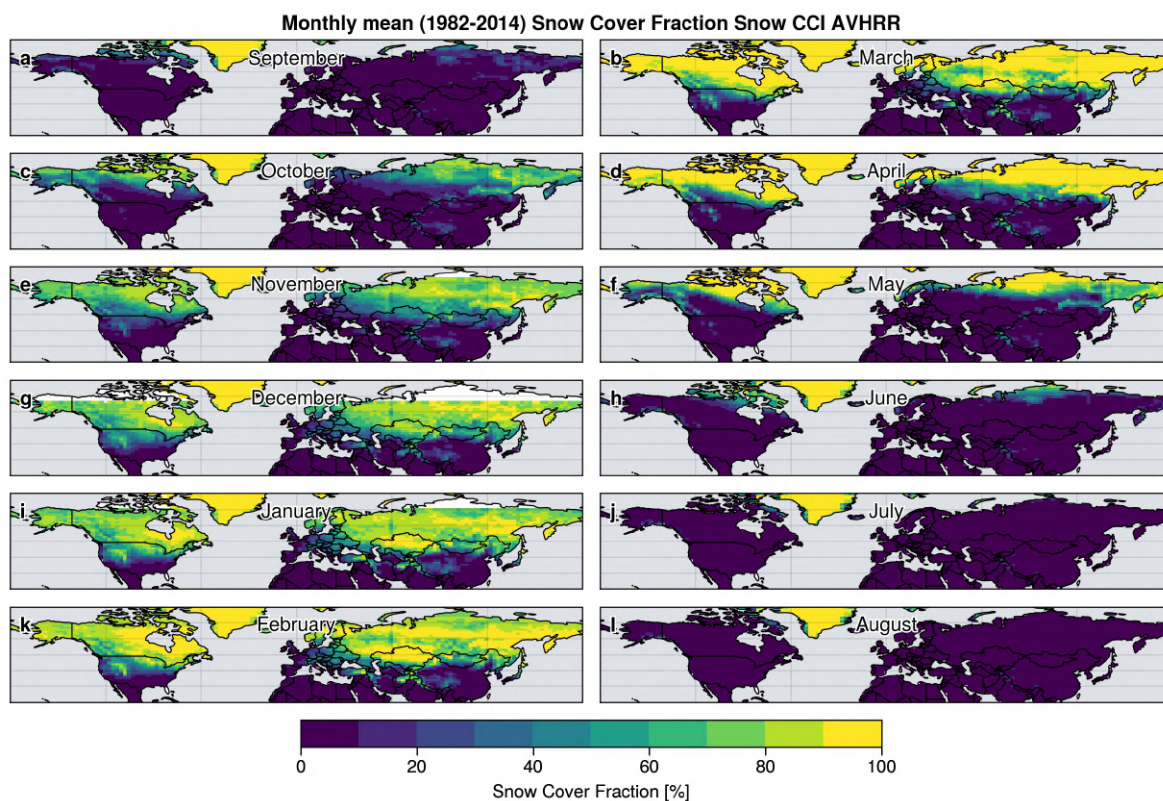 Monthly mean (1982-2014) Snow Cover Fraction Snow CCI AVHRR
a September
b March
c October
d April
e November
f May
g December
h June
i January
j July
k February
l August
0 20 40 60 80 100
Snow Cover Fraction [%]